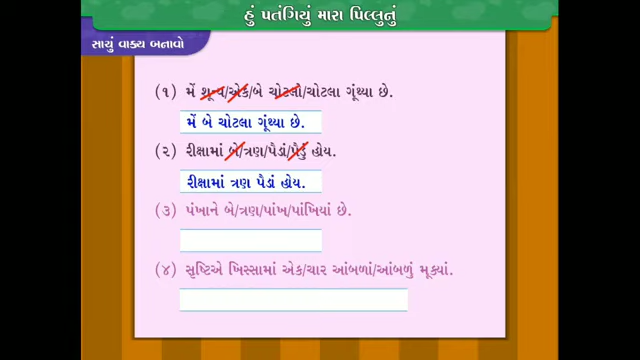 હું પતંગિયું મારા પિલ્લુનું
સાચું વાક્ય બનાવો
(૧) મેં શૂન્ય/એક/બે ચોટલો/ચોટલા ગૂંથ્યા છે.
મેં બે ચોટલા ગૂંથ્યા છે.
(૨) રીક્ષામાં બે/ત્રણ/પૈડાં/પૈડું હોય.
રીક્ષામાં ત્રણ પૈડાં હોય.
(૩) પંખાને બે/ત્રણ/પાંખ/પાંખિયાં છે.
(૪) સૃષ્ટિએ ખિસ્સામાં એક/ચાર આંબળાં/આંબળું મૂક્યાં.